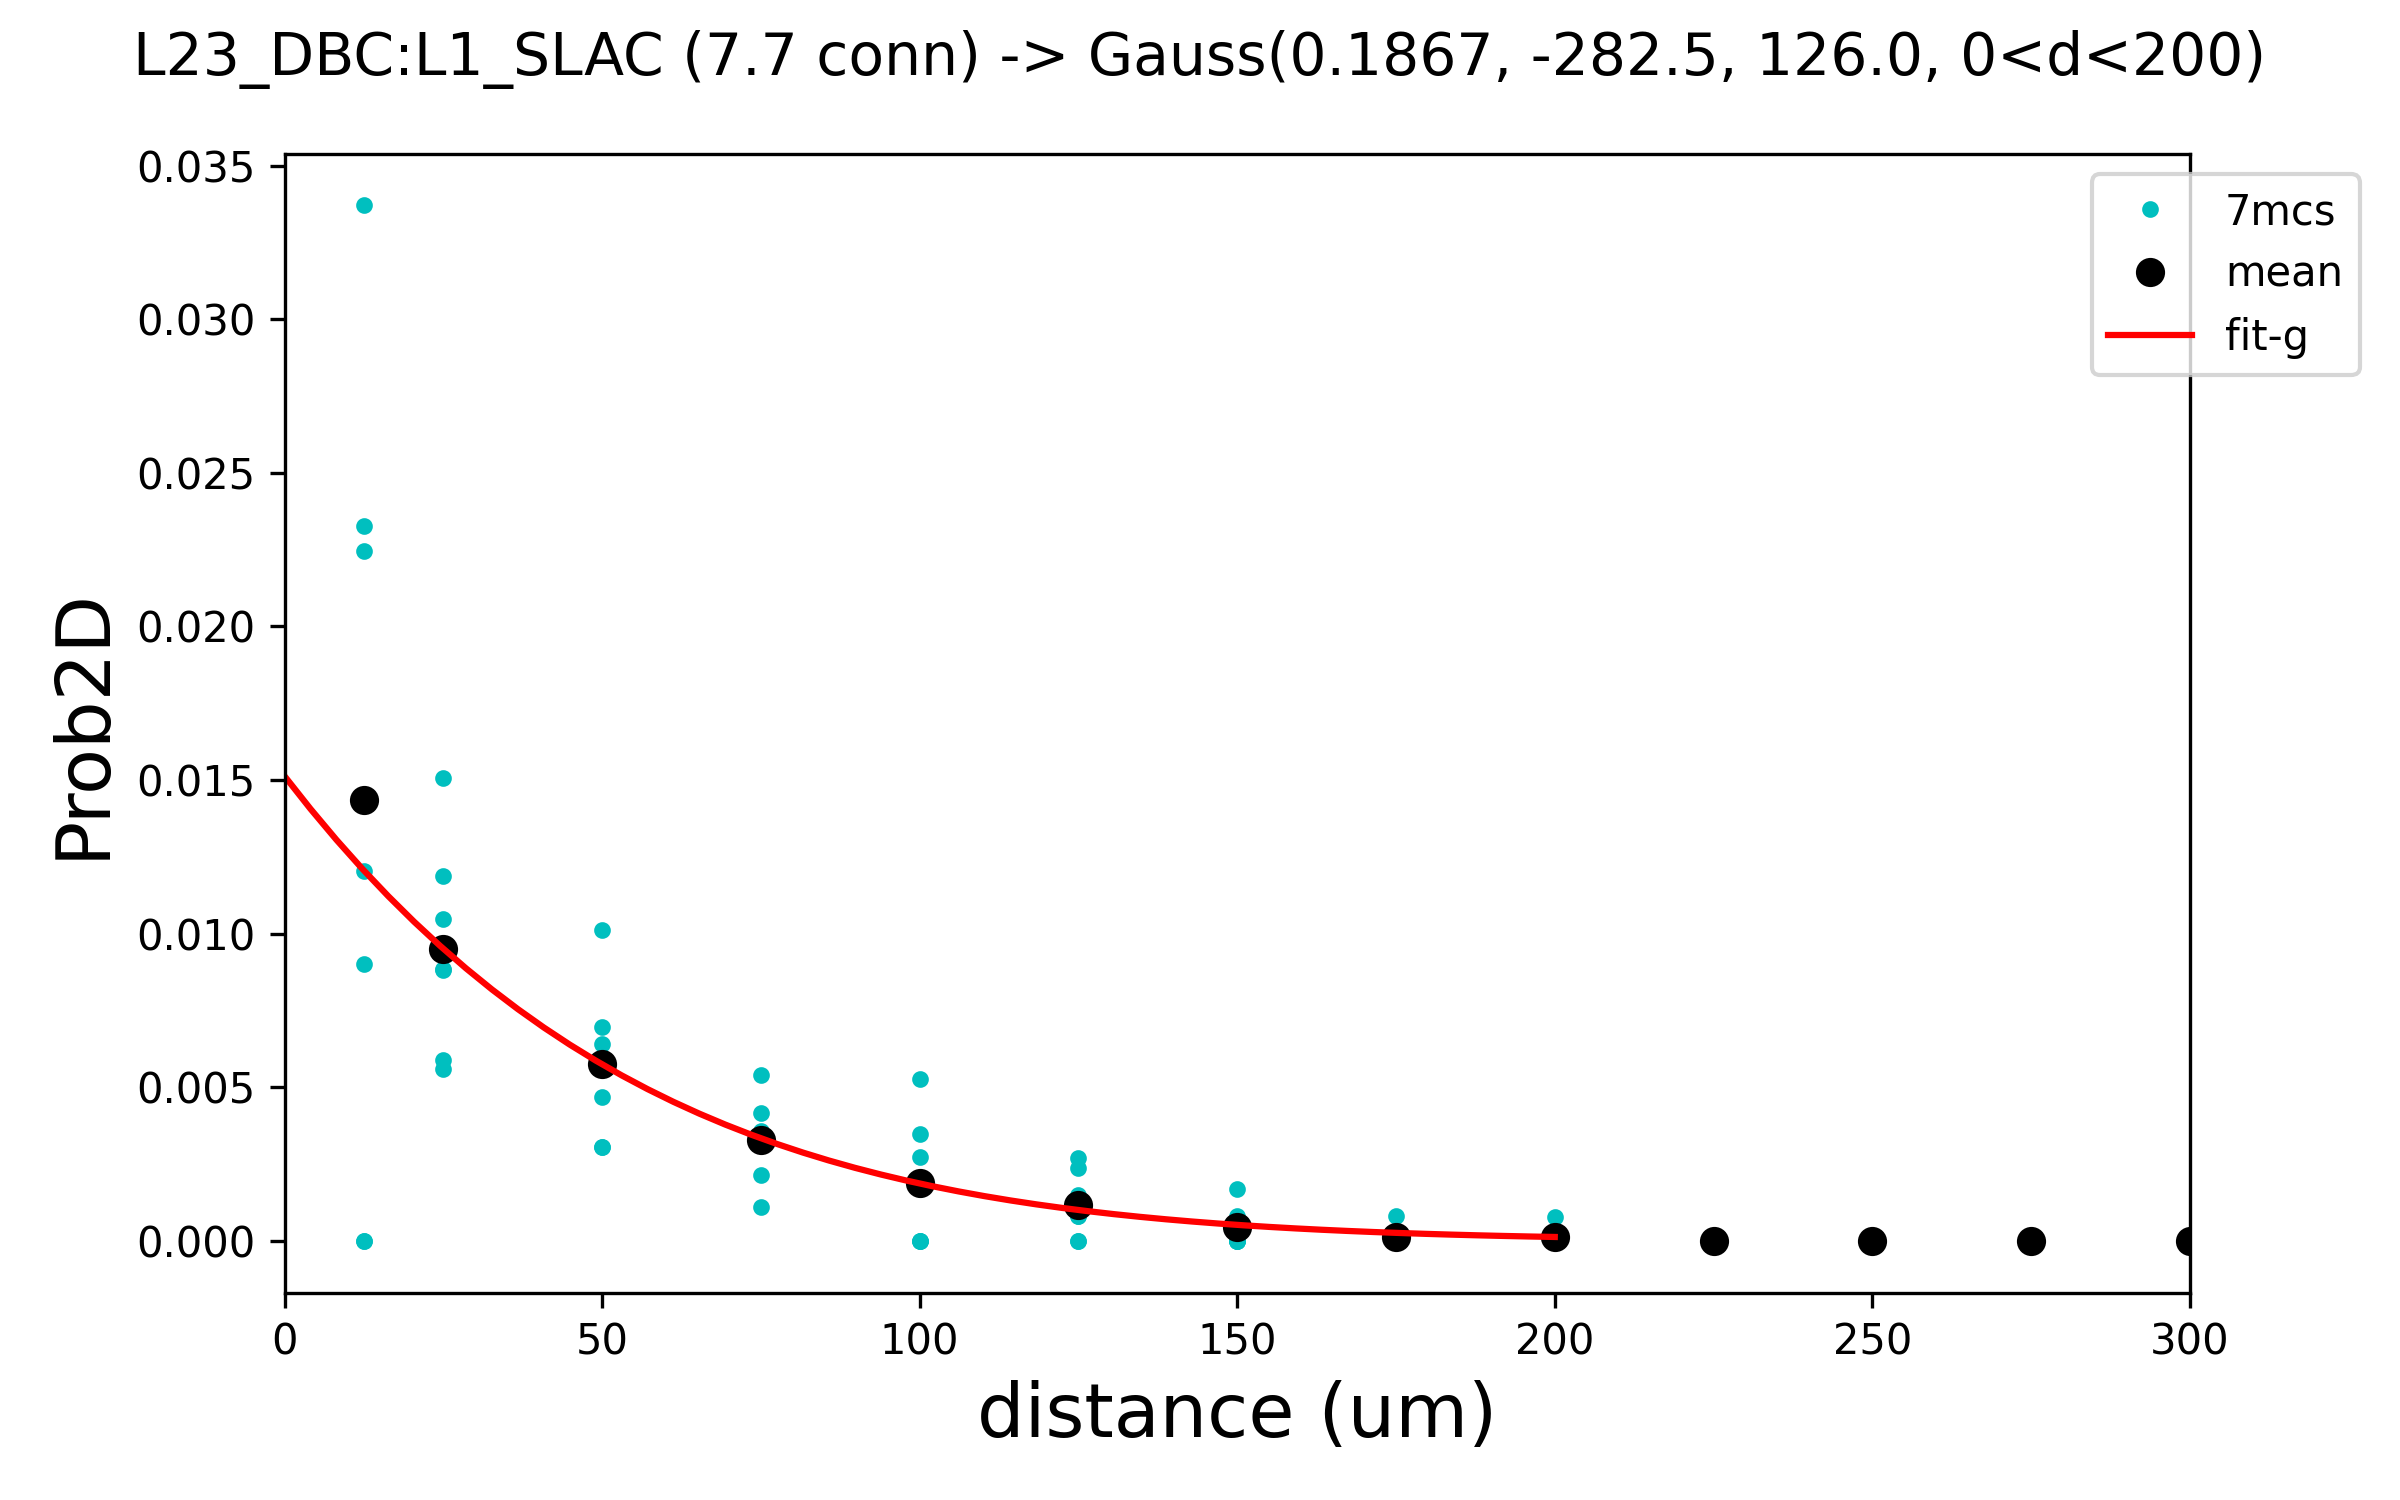 L23_DBC:L1_SLAC (7.7 conn) -> Gauss(0.1867, -282.5, 126.0, 0<d<200)
0.035
0.030
0.025
0.020
0.015
0.010
0.005
0.000
Prob2D
7mcs
mean
fit-g
0 50 100 150 200 250 300
distance (um)